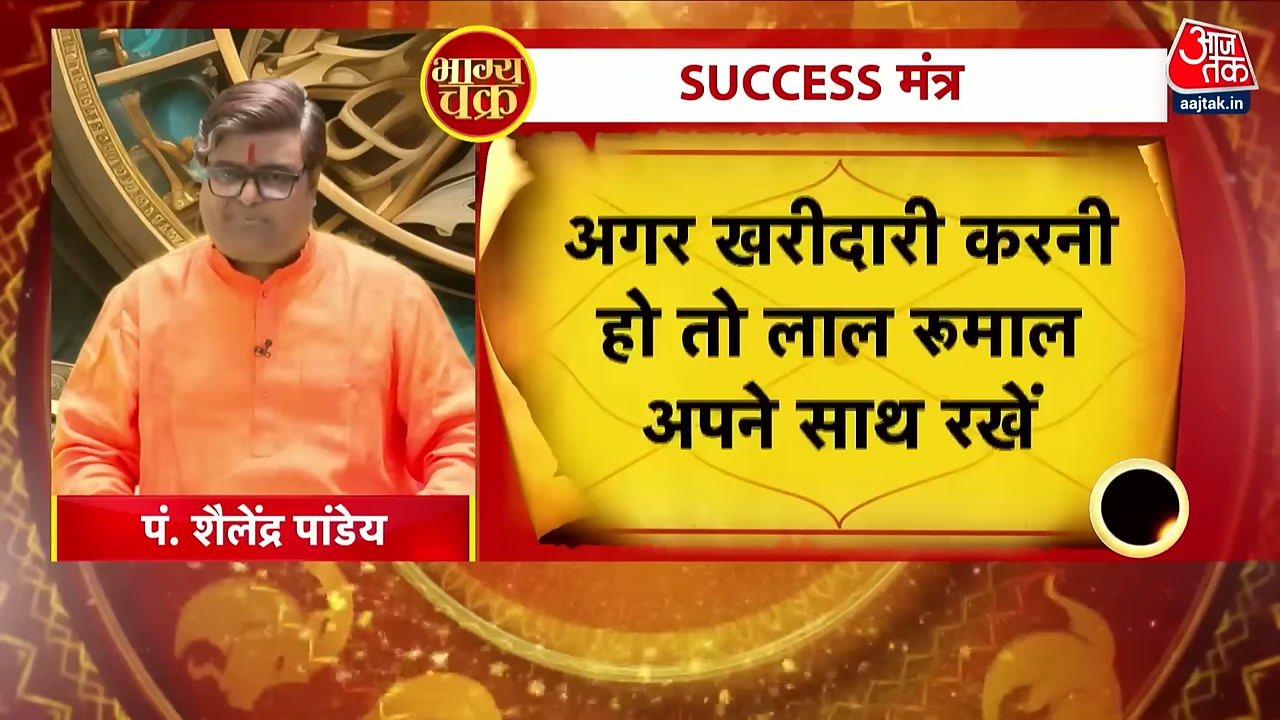 भाग्य
चक्र
SUCCESS मंत्र
आज
तक
aajtak.in
अगर खरीदारी करनी
हो तो लाल रूमाल
अपने साथ रखें
पं. शैलेंद्र पांडेय